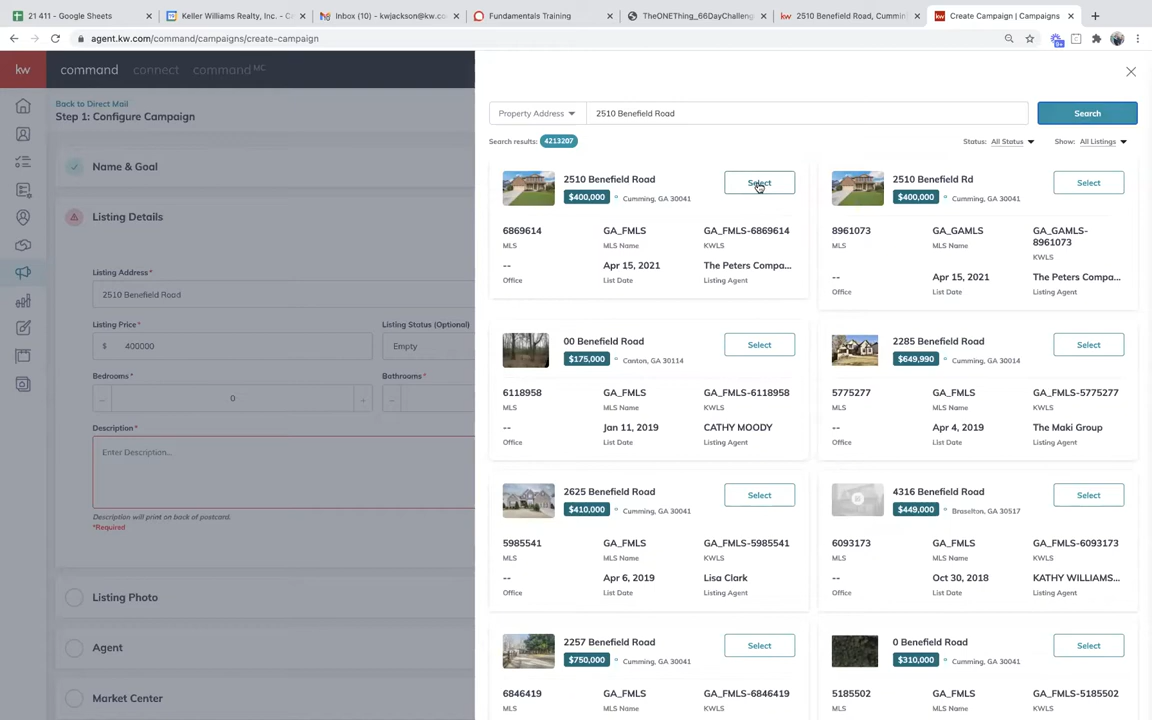 21 411 - Google Sheets
Keller Williams Realty, Inc. - C
Inbox (10) - kwjackson@kw.co
Fundamentals Training
TheONEThing_66DayChalleng
2510 Benefield Road, Cummin
Create Campaign | Campaigns
agent.kw.com/command/campaigns/create-campaign
kw command connect command MC
Back to Direct Mail
Step 1: Configure Campaign
Name & Goal
Listing Details
Listing Address*
2510 Benefield Road
Listing Price*
Listing Status (Optional)
$ 400000
Empty
Bedrooms*
Bathrooms*
0
Description*
Enter Description...
Description will print on back of postcard.
*Required
Listing Photo
Agent
Market Center
Property Address
2510 Benefield Road
Search
Search results: 4213207
Status: All Status
Show: All Listings
2510 Benefield Road
Select
$400,000
Cumming, GA 30041
6869614 GA_FMLS GA_FMLS-6869614
MLS MLS Name KWLS
-- Apr 15, 2021 The Peters Compa...
Office List Date Listing Agent
2510 Benefield Rd
Select
$400,000
Cumming, GA 30041
8961073 GA_GAMLS GA_GAMLS-
8961073
MLS MLS Name KWLS
-- Apr 15, 2021 The Peters Compa...
Office List Date Listing Agent
00 Benefield Road
Select
$175,000
Canton, GA 30114
6118958 GA_FMLS GA_FMLS-6118958
MLS MLS Name KWLS
-- Jan 11, 2019 CATHY MOODY
Office List Date Listing Agent
2285 Benefield Road
Select
$649,990
Cumming, GA 30014
5775277 GA_FMLS GA_FMLS-5775277
MLS MLS Name KWLS
-- Apr 4, 2019 The Maki Group
Office List Date Listing Agent
2625 Benefield Road
Select
$410,000
Cumming, GA 30041
5985541 GA_FMLS GA_FMLS-5985541
MLS MLS Name KWLS
-- Apr 6, 2019 Lisa Clark
Office List Date Listing Agent
4316 Benefield Road
Select
$449,000
Braselton, GA 30517
6093173 GA_FMLS GA_FMLS-6093173
MLS MLS Name KWLS
-- Oct 30, 2018 KATHY WILLIAMS...
Office List Date Listing Agent
2257 Benefield Road
Select
$750,000
Cumming, GA 30041
6846419 GA_FMLS GA_FMLS-6846419
MLS MLS Name KWLS
0 Benefield Road
Select
$310,000
Cumming, GA 30041
5185502 GA_FMLS GA_FMLS-5185502
MLS MLS Name KWLS